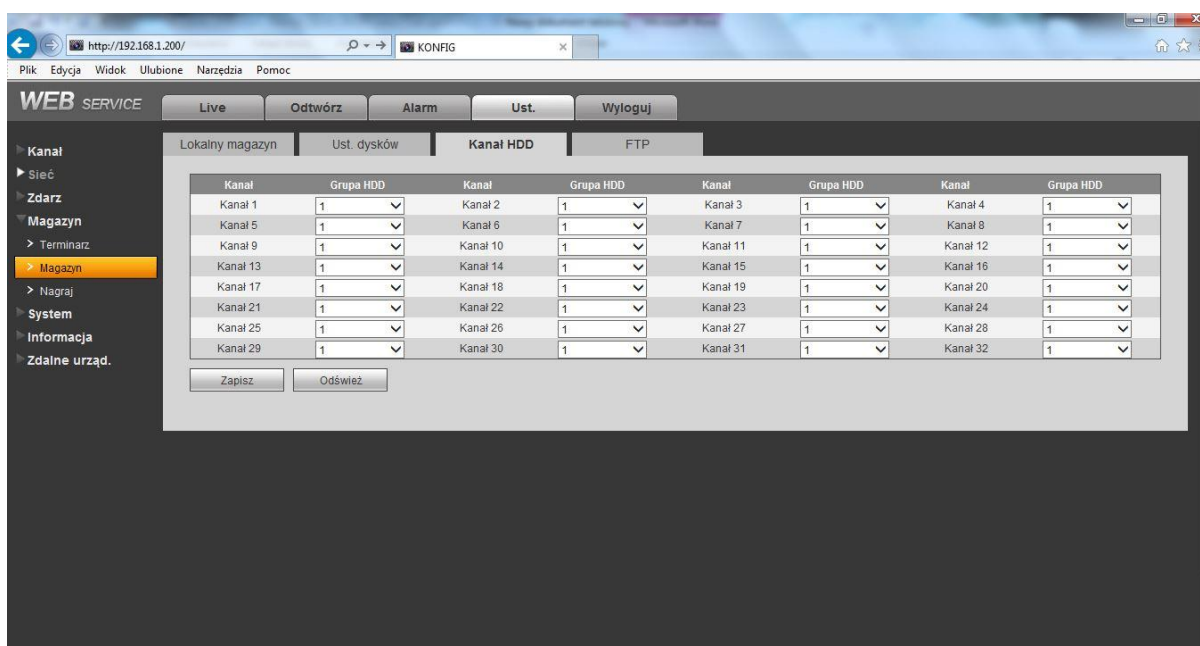 http://192.168.1.200/
KONFIG
Plik Edycja Widok Ulubione Narzędzia Pomoc
WEB SERVICE
Live Odtwórz Alarm Ust. Wyloguj
Lokalny magazyn Ust. dysków Kanał HDD FTP
Kanał
Sieć
Zdarz
Magazyn
Terminarz
Magazyn
Nagraj
System
Informacja
Zdalne urząd.
Kanał Grupa HDD Kanał Grupa HDD Kanał Grupa HDD Kanał Grupa HDD
Kanał 1 1 Kanał 2 1 Kanał 3 1 Kanał 4 1
Kanał 5 1 Kanał 6 1 Kanał 7 1 Kanał 8 1
Kanał 9 1 Kanał 10 1 Kanał 11 1 Kanał 12 1
Kanał 13 1 Kanał 14 1 Kanał 15 1 Kanał 16 1
Kanał 17 1 Kanał 18 1 Kanał 19 1 Kanał 20 1
Kanał 21 1 Kanał 22 1 Kanał 23 1 Kanał 24 1
Kanał 25 1 Kanał 26 1 Kanał 27 1 Kanał 28 1
Kanał 29 1 Kanał 30 1 Kanał 31 1 Kanał 32 1
Zapisz Odśwież